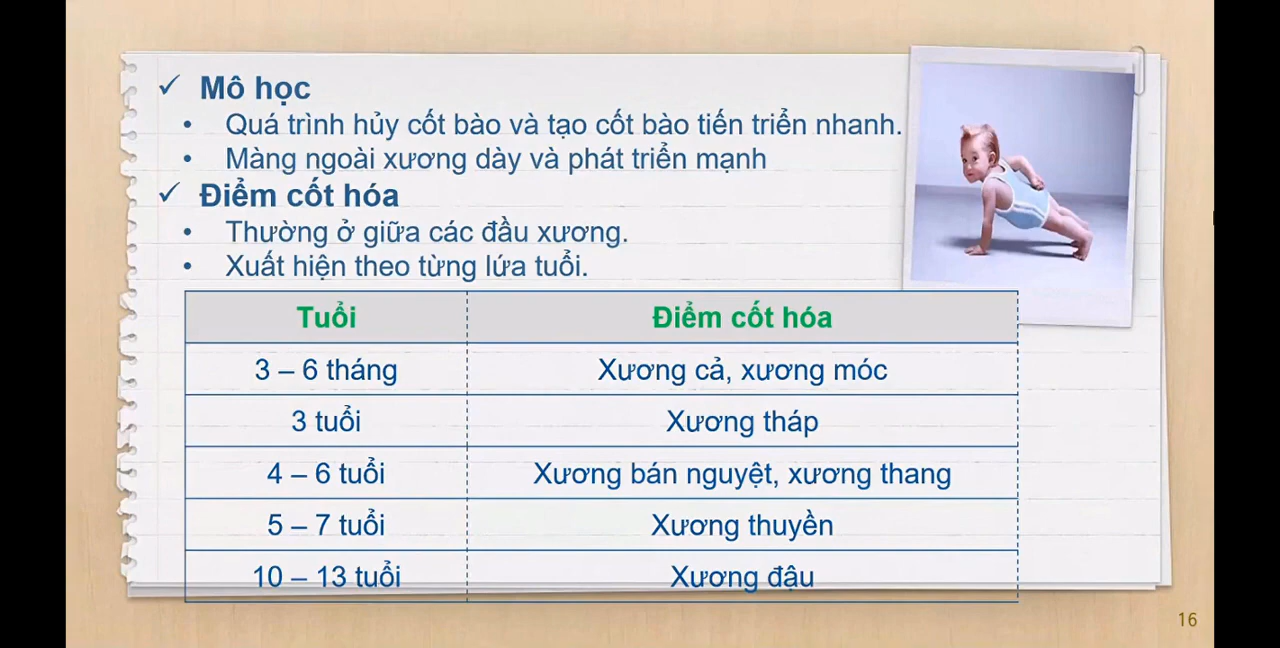 Mô học
Quá trình hủy cốt bào và tạo cốt bào tiến triển nhanh.
Màng ngoài xương dày và phát triển mạnh
Điểm cốt hóa
Thường ở giữa các đầu xương.
Xuất hiện theo từng lứa tuổi.
Tuổi Điểm cốt hóa
3 – 6 tháng Xương cả, xương móc
3 tuổi Xương tháp
4 – 6 tuổi Xương bán nguyệt, xương thang
5 – 7 tuổi Xương thuyền
10 – 13 tuổi Xương đậu
16